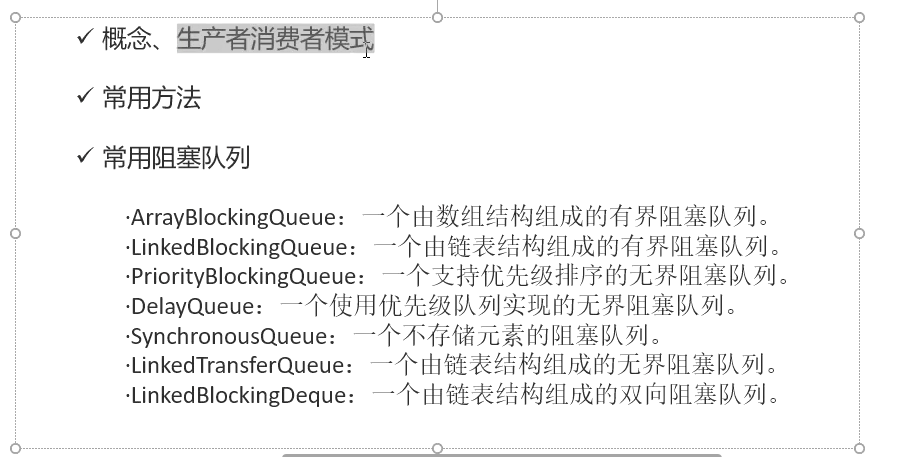 ✓ 概念、生产者消费者模式
✓ 常用方法
✓ 常用阻塞队列
·ArrayBlockingQueue：一个由数组结构组成的有界阻塞队列。
·LinkedBlockingQueue：一个由链表结构组成的有界阻塞队列。
·PriorityBlockingQueue：一个支持优先级排序的无界阻塞队列。
·DelayQueue：一个使用优先级队列实现的无界阻塞队列。
·SynchronousQueue：一个不存储元素的阻塞队列。
·LinkedTransferQueue：一个由链表结构组成的无界阻塞队列。
·LinkedBlockingDeque：一个由链表结构组成的双向阻塞队列。